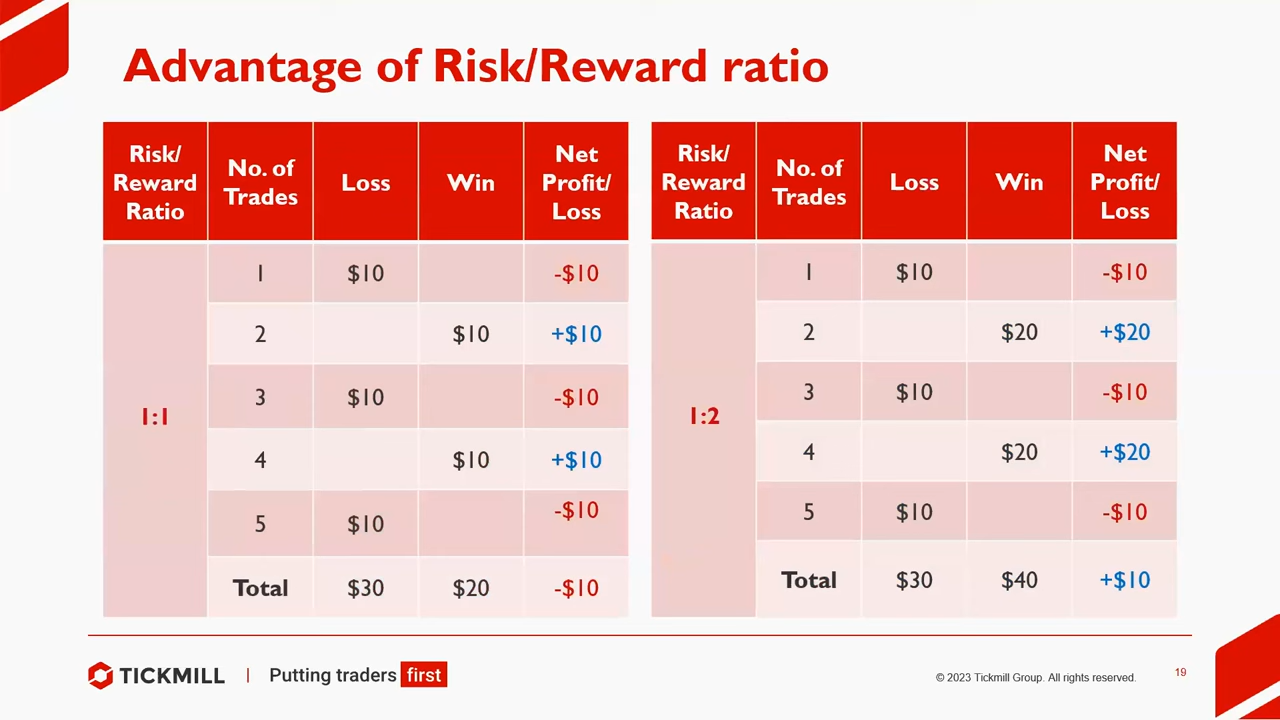 Advantage of Risk/Reward ratio
Risk/
Reward
Ratio
No. of
Trades
Loss
Win
Net
Profit/
Loss
1:1
1 $10 -$10
2 $10 +$10
3 $10 -$10
4 $10 +$10
5 $10 -$10
Total $30 $20 -$10
Risk/
Reward
Ratio
No. of
Trades
Loss
Win
Net
Profit/
Loss
1:2
1 $10 -$10
2 $20 +$20
3 $10 -$10
4 $20 +$20
5 $10 -$10
Total $30 $40 +$10
TICKMILL | Putting traders first
© 2023 Tickmill Group. All rights reserved.
19